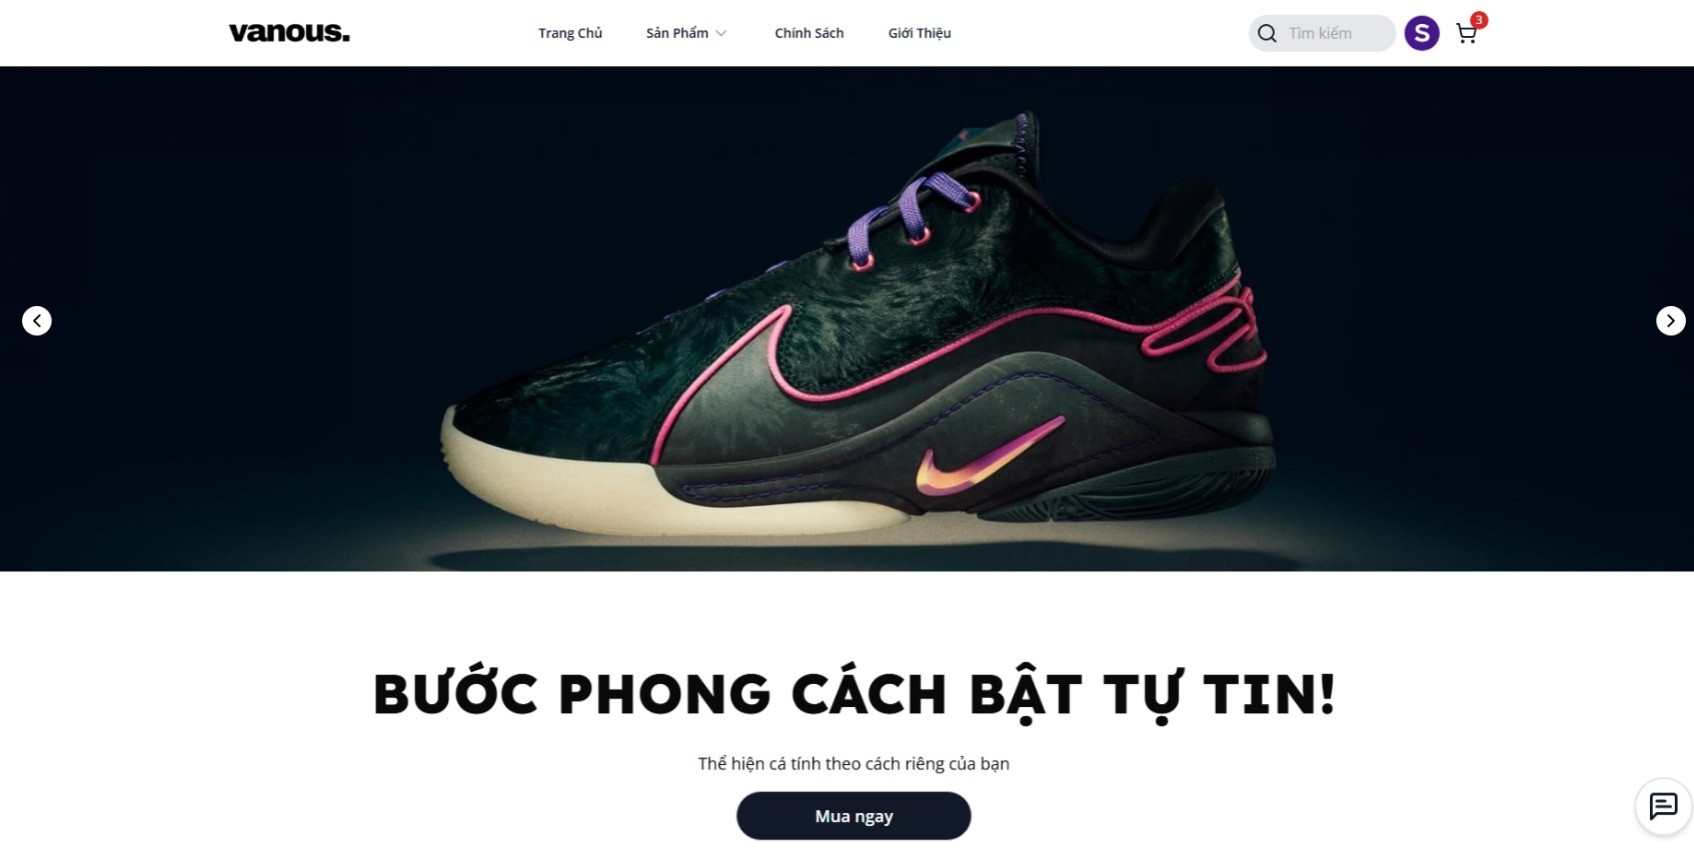 vanous.
Trang Chủ
Sản Phẩm
Chính Sách
Giới Thiệu
Tìm kiếm
S
3
BƯỚC PHONG CÁCH BẬT TỰ TIN!
Thể hiện cá tính theo cách riêng của bạn
Mua ngay